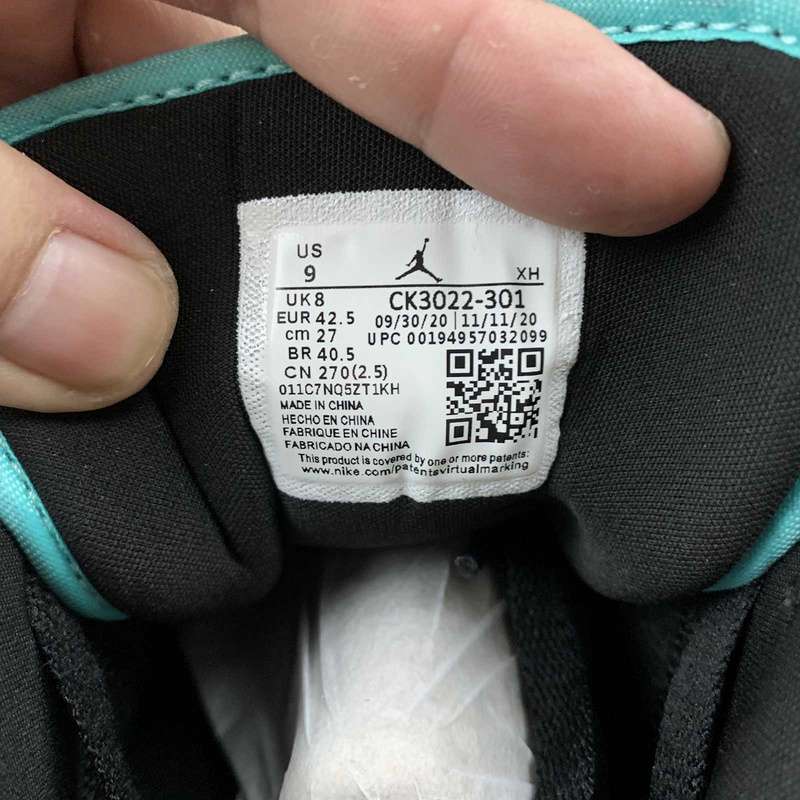 US
9
XH
UK 8
EUR 42.5
cm 27
BR 40.5
CN 270(2.5)
CK3022-301
09/30/20 | 11/11/20
UPC 00194957032099
011C7NQ5ZT1KH
MADE IN CHINA
HECHO EN CHINA
FABRIQUE EN CHINE
FABRICADO NA CHINA
This product is covered by one or more patents:
www.nike.com/patentsvirtualmarking